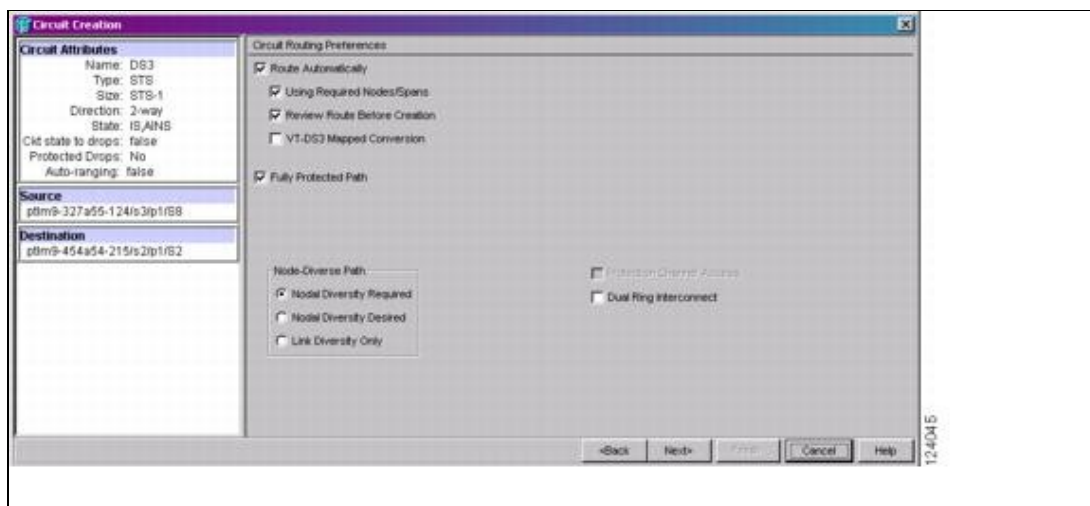 Circuit Creation
Circuit Attributes
Name: DS3
Type: STS
Size: STS-1
Direction: 2-way
State: IS,AINS
Ckt state to drops: false
Protected Drops: No
Auto-ranging: false
Source
ptlm9-327a55-124/s3/p1/S8
Destination
ptlm9-454a54-215/s2/p1/S2
Circuit Routing Preferences
Route Automatically
Using Required Nodes/Spans
Review Route Before Creation
VT-DS3 Mapped Conversion
Fully Protected Path
Node-Diverse Path
Nodal Diversity Required
Nodal Diversity Desired
Link Diversity Only
Protection Channel Access
Dual Ring Interconnect
<Back
Next>
Cancel
Help
124045